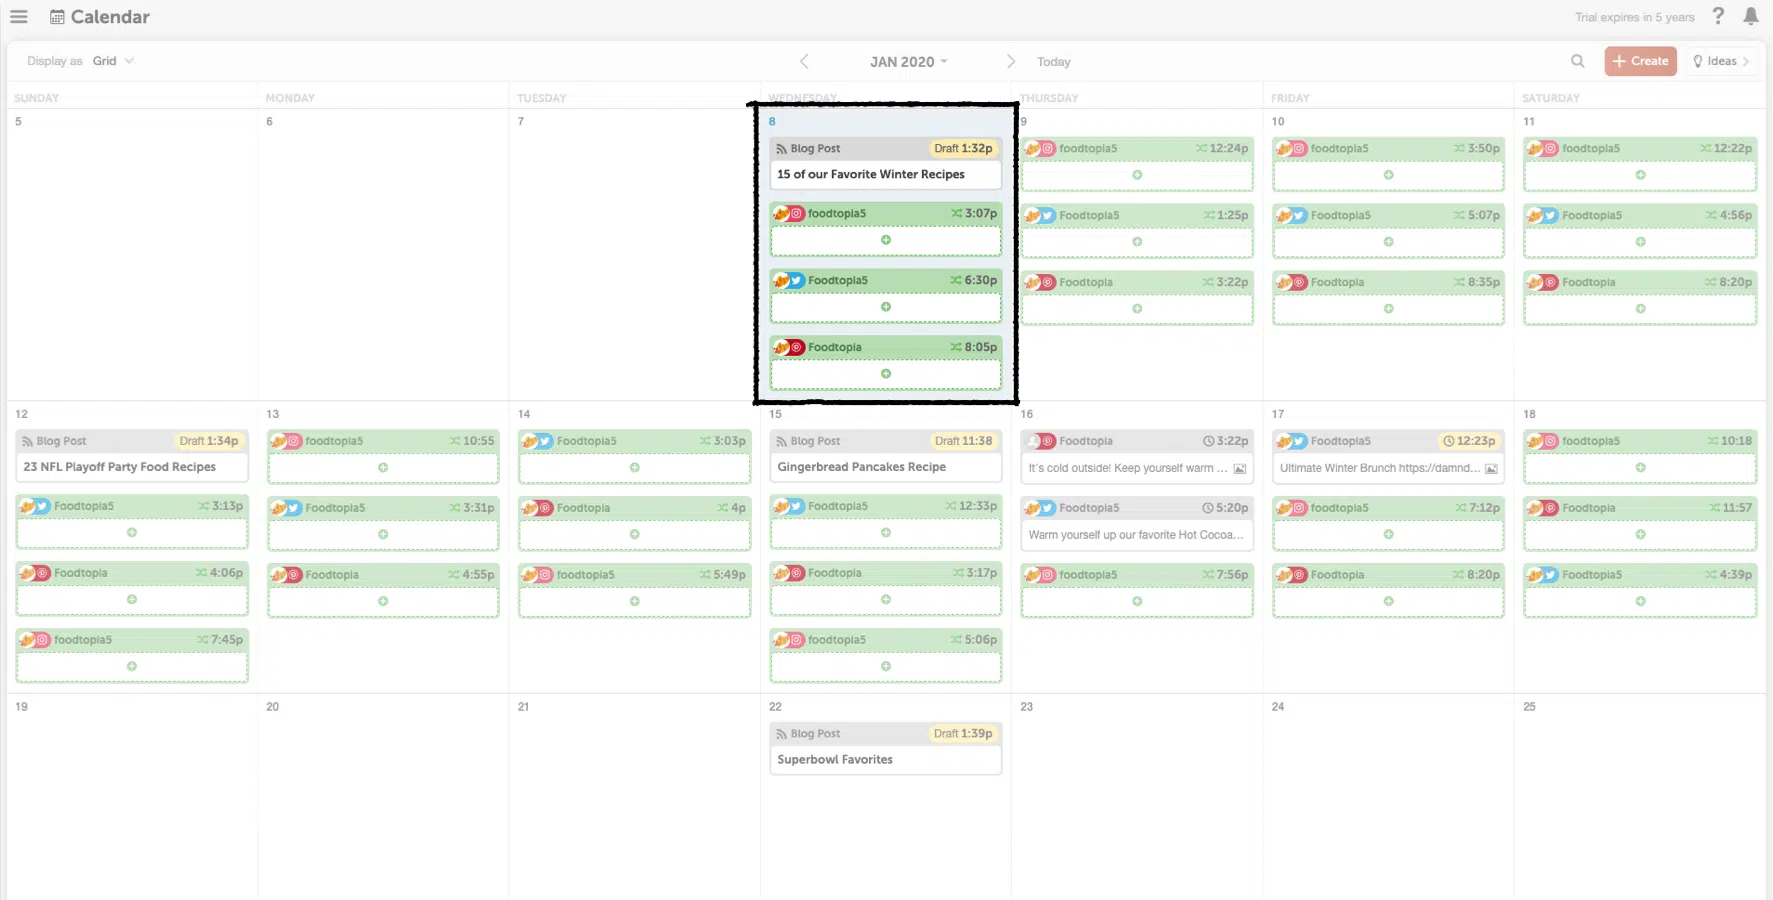 Calendar
Trial expires in 5 years
?
Display as Grid
JAN 2020
Today
+ Create
Ideas
SUNDAY
MONDAY
TUESDAY
WEDNESDAY
THURSDAY
FRIDAY
SATURDAY
5
6
7
8
Blog Post Draft 1:32p
15 of our Favorite Winter Recipes
foodtopia5 3:07p
Foodtopia5 6:30p
Foodtopia 8:05p
9
foodtopia5 12:24p
Foodtopia5 1:25p
Foodtopia 3:22p
10
foodtopia5 3:50p
Foodtopia5 5:07p
Foodtopia 8:35p
11
foodtopia5 12:22p
Foodtopia5 4:56p
Foodtopia 8:20p
12
Blog Post Draft 1:34p
23 NFL Playoff Party Food Recipes
Foodtopia5 3:13p
Foodtopia 4:06p
foodtopia5 7:45p
13
foodtopia5 10:55
Foodtopia5 3:31p
Foodtopia 4:55p
14
Foodtopia5 3:03p
Foodtopia 4p
foodtopia5 5:49p
15
Blog Post Draft 11:38
Gingerbread Pancakes Recipe
Foodtopia5 12:33p
Foodtopia 3:17p
foodtopia5 5:06p
16
Foodtopia 3:22p
It's cold outside! Keep yourself warm ...
Foodtopia5 5:20p
Warm yourself up our favorite Hot Cocoa...
foodtopia5 7:56p
17
Foodtopia5 12:23p
Ultimate Winter Brunch https://damnd...
foodtopia5 7:12p
Foodtopia 8:20p
18
foodtopia5 10:18
Foodtopia 11:57
Foodtopia5 4:39p
19
20
21
22
Blog Post Draft 1:39p
Superbowl Favorites
23
24
25